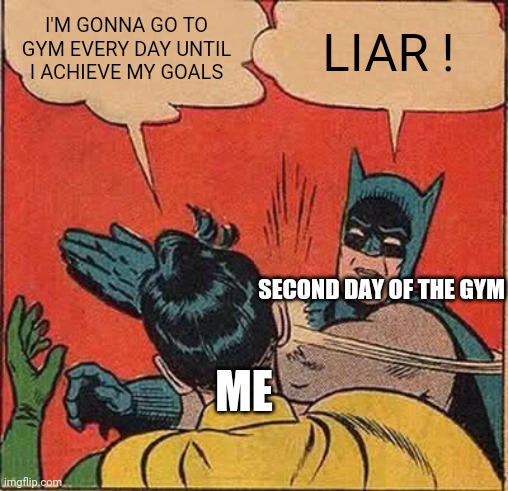 I'M GONNA GO TO
GYM EVERY DAY UNTIL
I ACHIEVE MY GOALS
LIAR !
SECOND DAY OF THE GYM
ME
imgflip.com